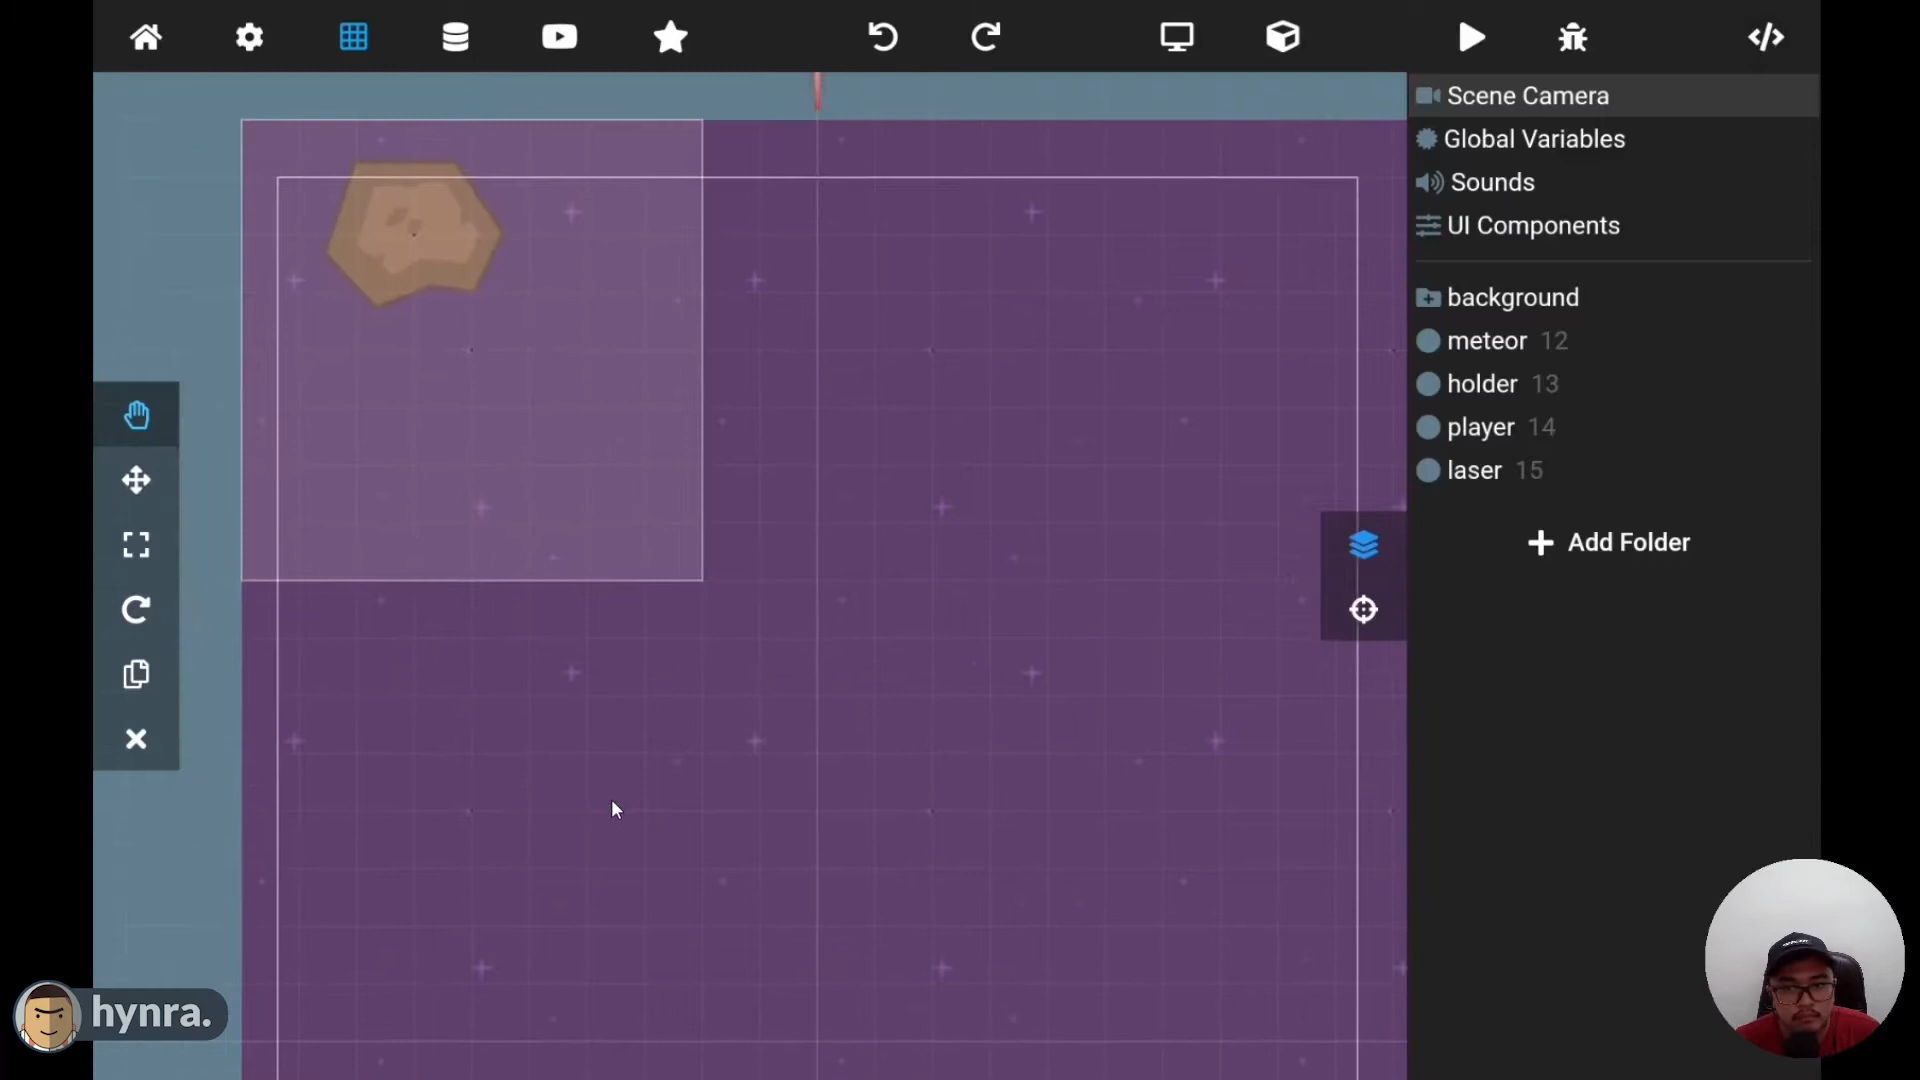 Scene Camera
Global Variables
Sounds
UI Components
background
meteor 12
holder 13
player 14
laser 15
Add Folder
hynra.